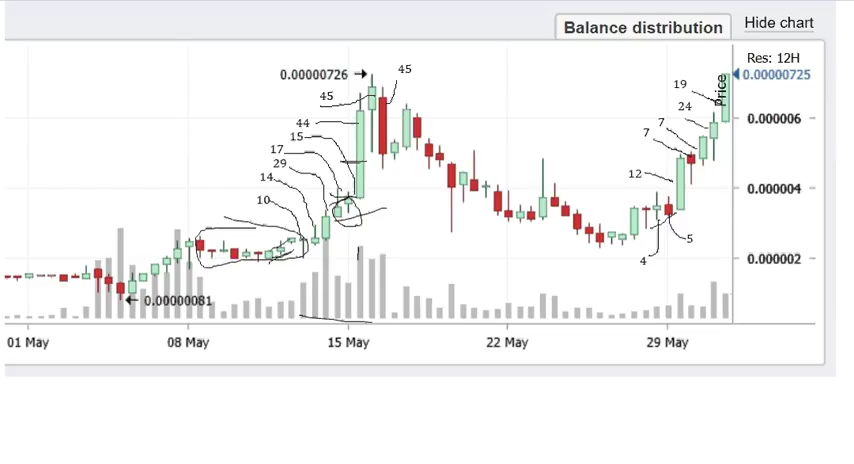 Balance distribution
Hide chart
Res: 12H
0.00000726
0.00000725
Price
45
45
19
24
44
0.000006
7
7
15
17
29
12
14
0.000004
10
5
4
0.000002
0.00000081
01 May
08 May
15 May
22 May
29 May